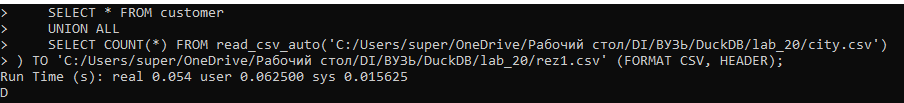 >     SELECT * FROM customer
>     UNION ALL
>     SELECT COUNT(*) FROM read_csv_auto('C:/Users/super/OneDrive/Рабочий стол/DI/ВУЗЬ/DuckDB/lab_20/city.csv')
> ) TO 'C:/Users/super/OneDrive/Рабочий стол/DI/ВУЗЬ/DuckDB/lab_20/rez1.csv' (FORMAT CSV, HEADER);
Run Time (s): real 0.054 user 0.062500 sys 0.015625
D